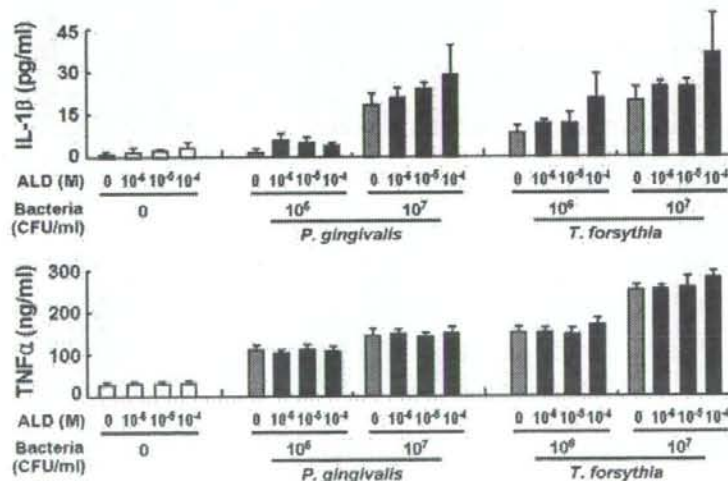 IL-1β (pg/ml)
45
30
15
0
ALD (M) 0 10⁻⁶ 10⁻⁵ 10⁻⁴ 0 10⁻⁶ 10⁻⁵ 10⁻⁴ 0 10⁻⁶ 10⁻⁵ 10⁻⁴ 0 10⁻⁶ 10⁻⁵ 10⁻⁴ 0 10⁻⁶ 10⁻⁵ 10⁻⁴
Bacteria (CFU/ml) 0 10⁶ 10⁷ 10⁶ 10⁷
P. gingivalis T. forsythia
TNFα (ng/ml)
300
200
100
0
ALD (M) 0 10⁻⁶ 10⁻⁵ 10⁻⁴ 0 10⁻⁶ 10⁻⁵ 10⁻⁴ 0 10⁻⁶ 10⁻⁵ 10⁻⁴ 0 10⁻⁶ 10⁻⁵ 10⁻⁴ 0 10⁻⁶ 10⁻⁵ 10⁻⁴
Bacteria (CFU/ml) 0 10⁶ 10⁷ 10⁶ 10⁷
P. gingivalis T. forsythia